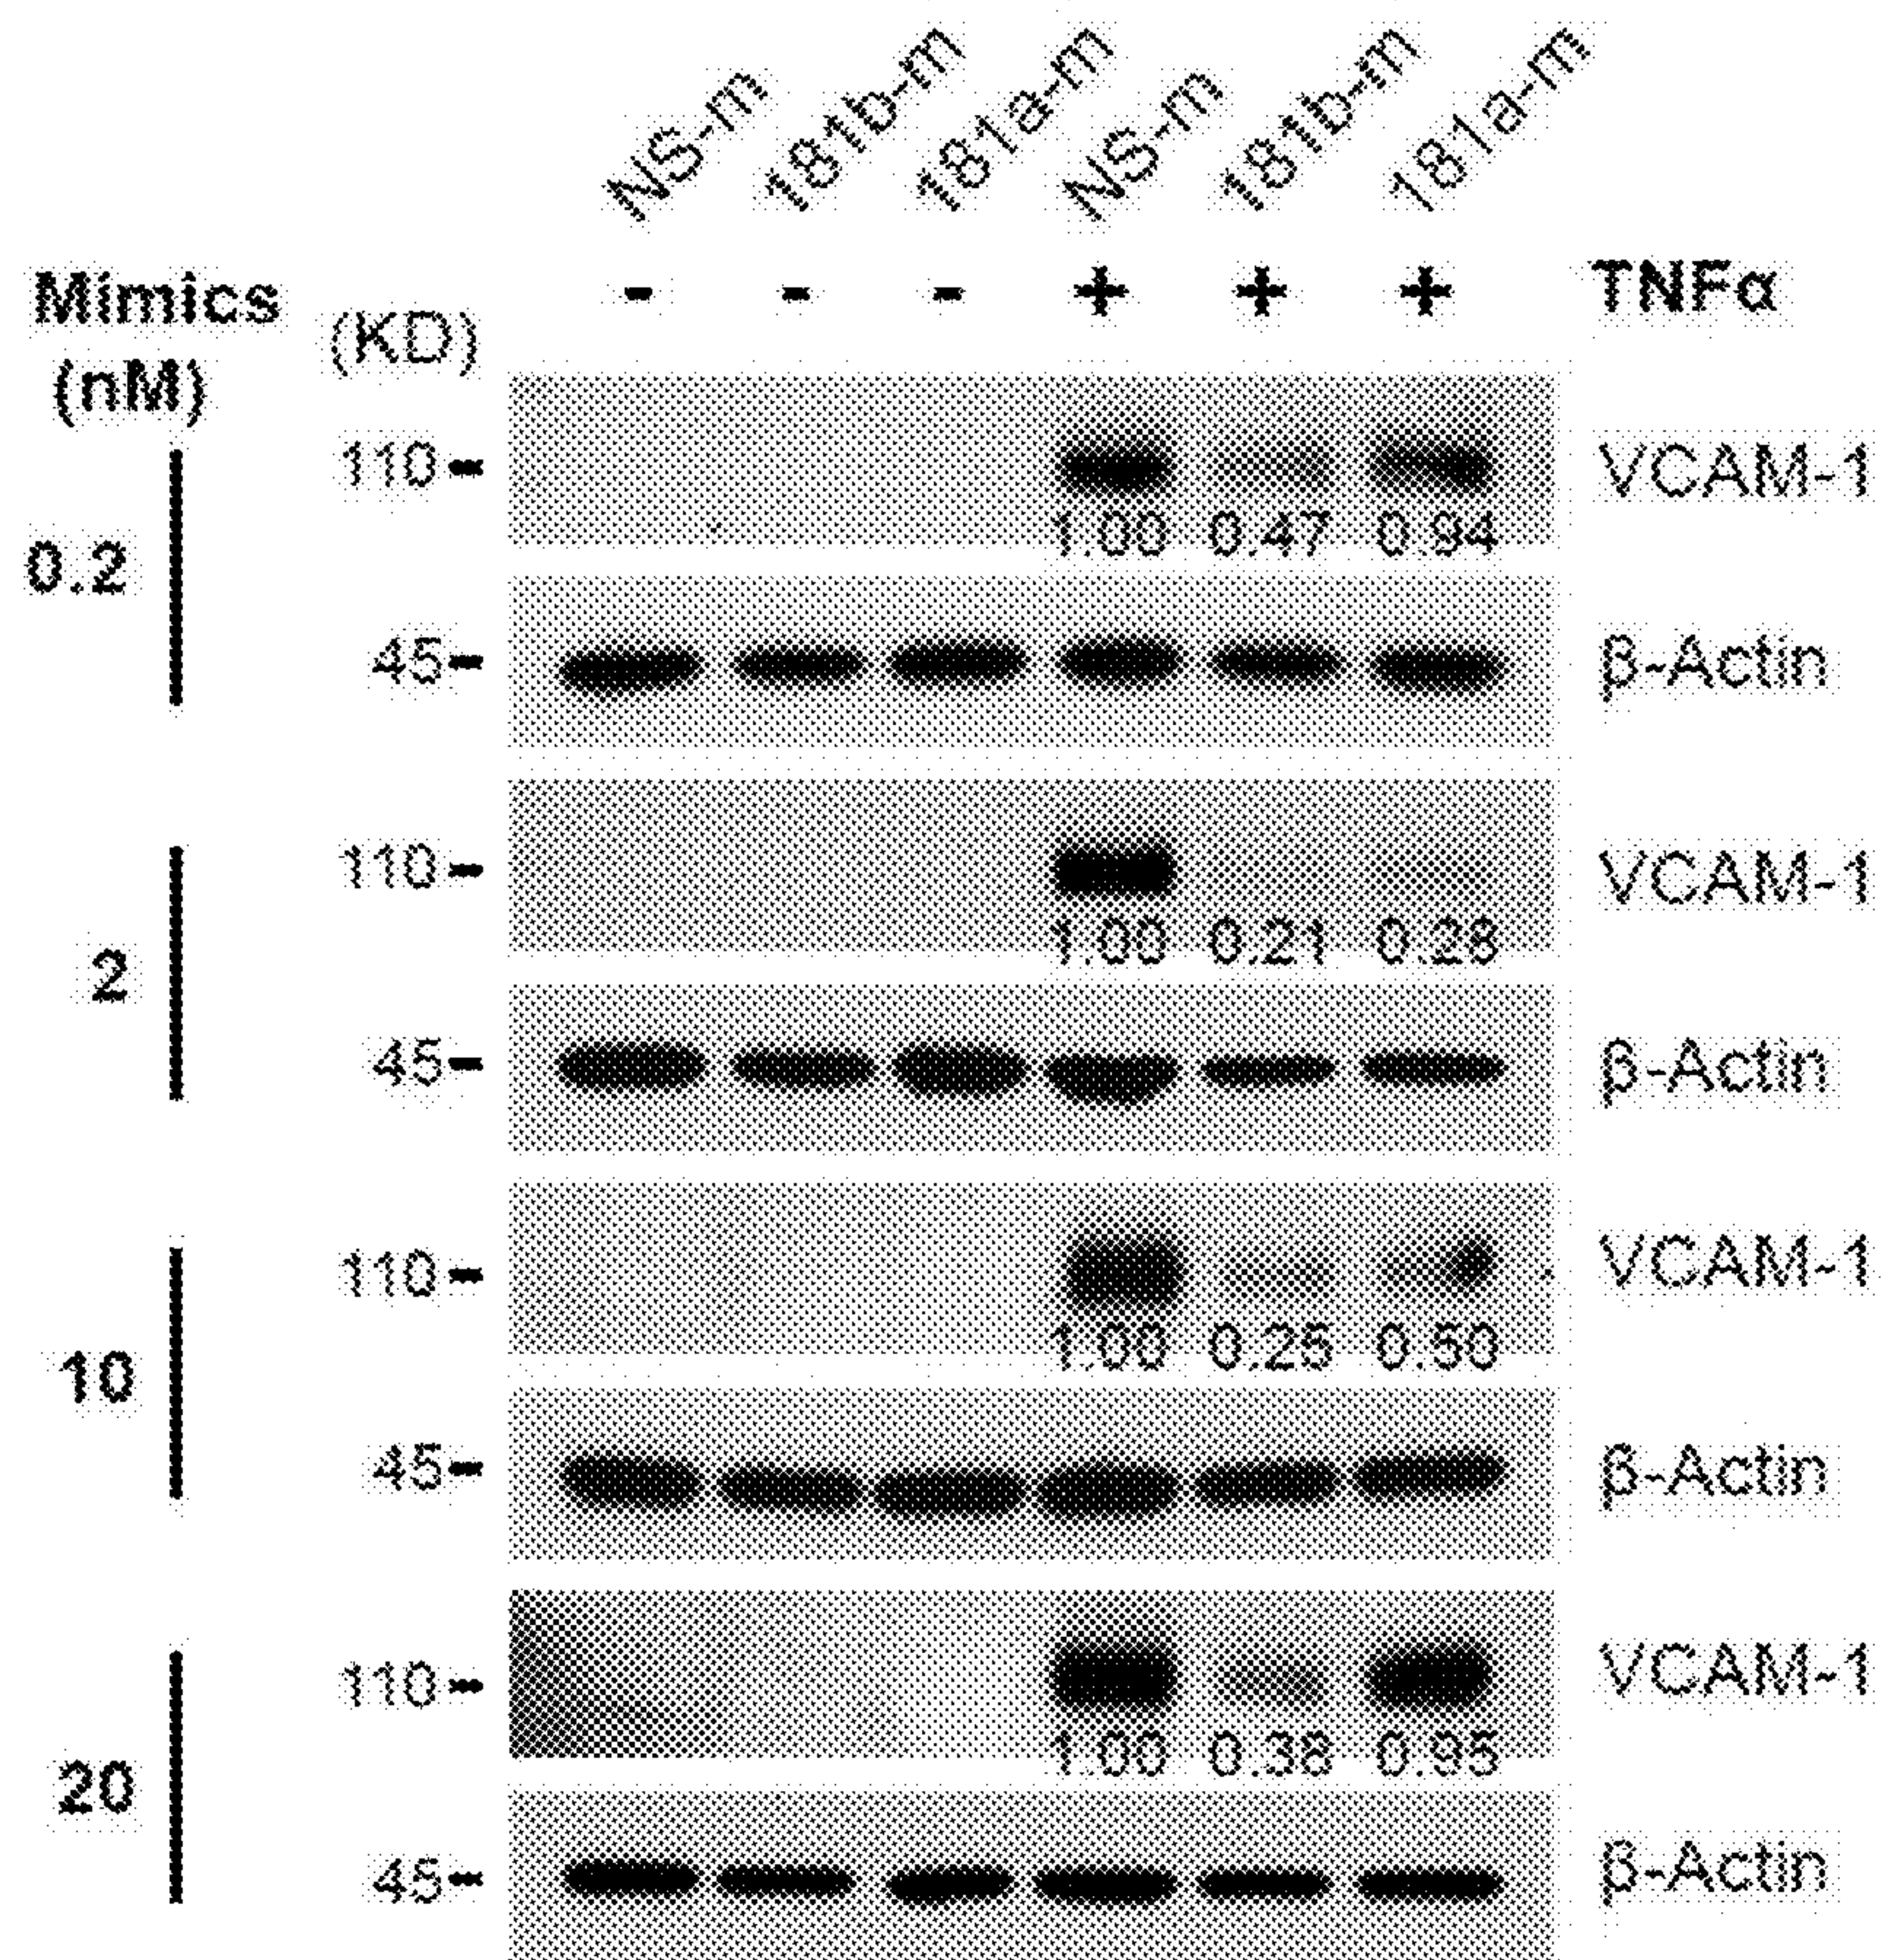 NS-m 181b-m 181a-m NS-m 181b-m 181a-m
Mimics (nM) (KD) - - - + + + TNFα
110 VCAM-1
1.00 0.47 0.94
0.2
45 β-Actin
110 VCAM-1
1.00 0.21 0.28
2
45 β-Actin
110 VCAM-1
1.00 0.25 0.50
10
45 β-Actin
110 VCAM-1
1.00 0.38 0.95
20
45 β-Actin